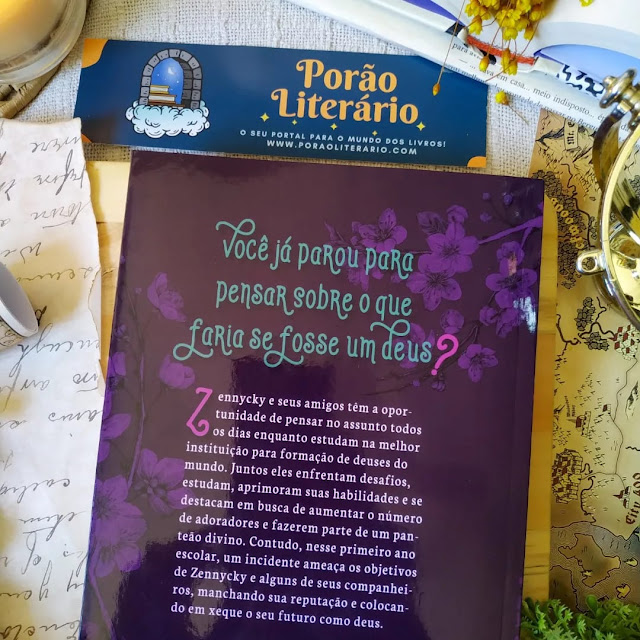 Porão
Literário
O SEU PORTAL PARA O MUNDO DOS LIVROS!
WWW.PORAOLITERARIO.COM
para a
em casa... meio indisposto...
Você já parou para
pensar sobre o que
faria se fosse um deus?
Zennycky e seus amigos têm a opor-
tunidade de pensar no assunto todos
os dias enquanto estudam na melhor
instituição para formação de deuses do
mundo. Juntos eles enfrentam desafios,
estudam, aprimoram suas habilidades e se
destacam em busca de aumentar o número
de adoradores e fazerem parte de um pan-
teão divino. Contudo, nesse primeiro ano
escolar, um incidente ameaça os objetivos
de Zennycky e alguns de seus companhei-
ros, manchando sua reputação e colocan-
do em xeque o seu futuro como deus.